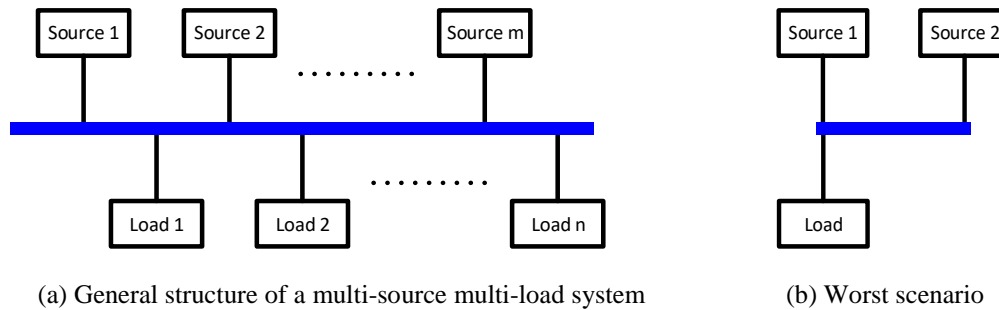 Source 1
Source 2
Source m
Source 1
Source 2
. . . . . . . . .
Load 1
Load 2
. . . . . . . . .
Load n
Load
(a) General structure of a multi-source multi-load system
(b) Worst scenario